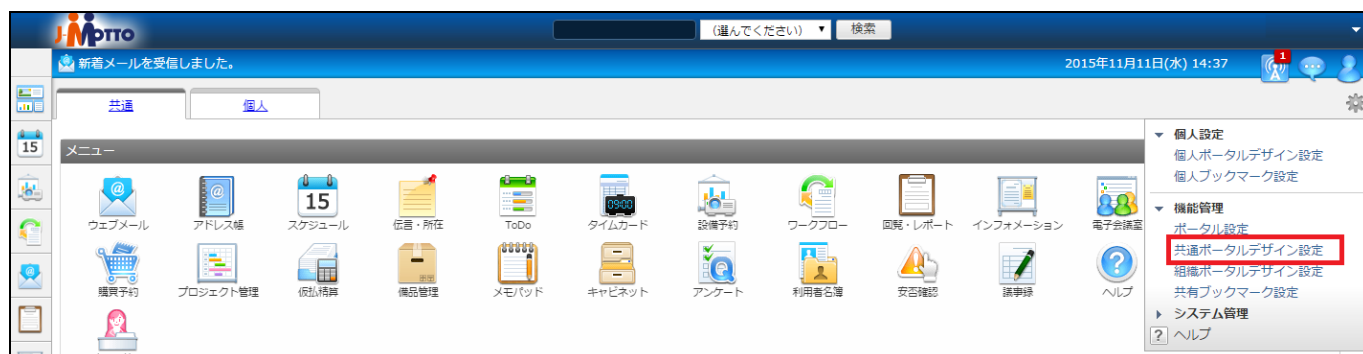 J-MOTTO
(選んでください) ▼ 検索
新着メールを受信しました。 2015年11月11日(水) 14:37 1
共通 個人
15 メニュー
ウェブメール アドレス帳 15 スケジュール 伝言・所在 ToDo 09:00 タイムカード 設備予約 ワークフロー 回覧・レポート インフォメーション 電子会議室
購買予約 プロジェクト管理 仮払精算 備品管理 メモパッド キャビネット アンケート 利用者名簿 安否確認 議事録 ヘルプ
▼ 個人設定
個人ポータルデザイン設定
個人ブックマーク設定
▼ 機能管理
ポータル設定
共通ポータルデザイン設定
組織ポータルデザイン設定
共有ブックマーク設定
▶ システム管理
? ヘルプ